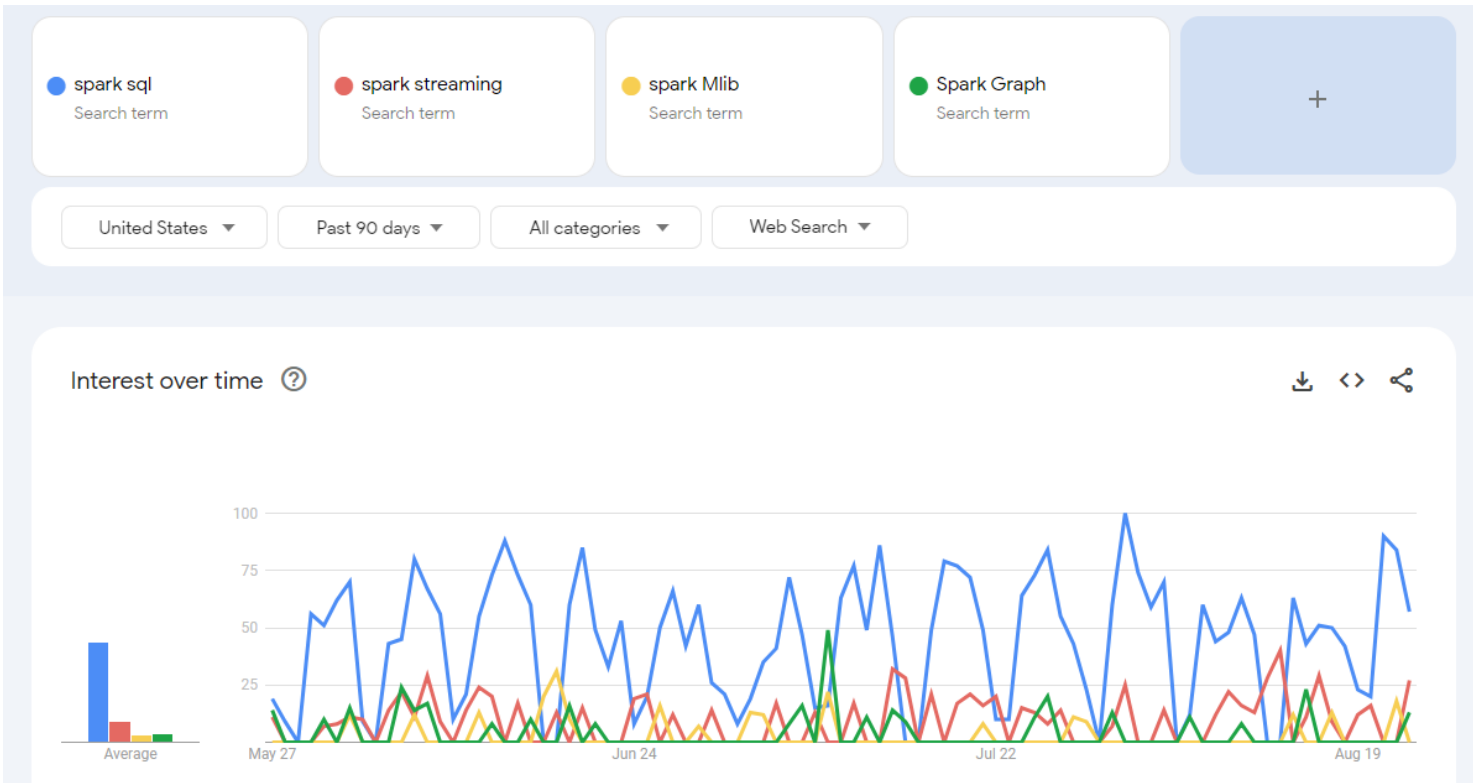 spark sql
Search term
spark streaming
Search term
spark Mlib
Search term
Spark Graph
Search term
+
United States
Past 90 days
All categories
Web Search
Interest over time
?
100
75
50
25
Average
May 27
Jun 24
Jul 22
Aug 19